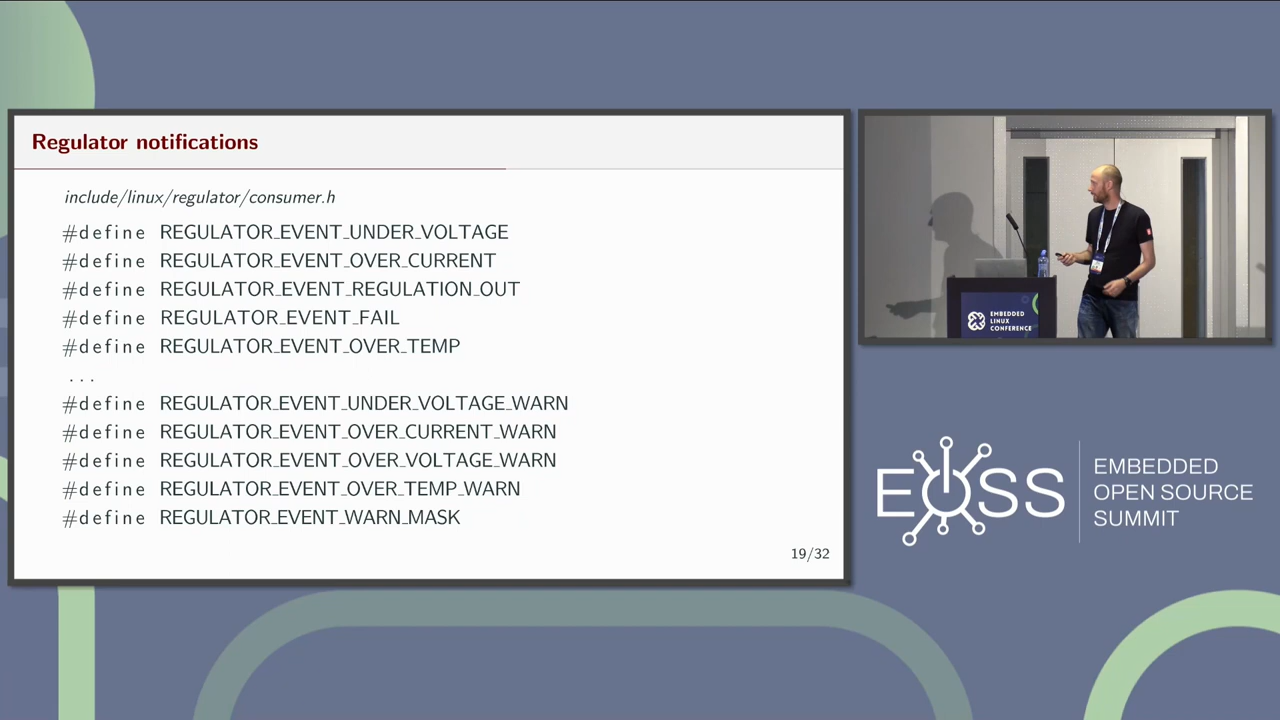 Regulator notifications
include/linux/regulator/consumer.h
#define REGULATOR_EVENT_UNDER_VOLTAGE
#define REGULATOR_EVENT_OVER_CURRENT
#define REGULATOR_EVENT_REGULATION_OUT
#define REGULATOR_EVENT_FAIL
#define REGULATOR_EVENT_OVER_TEMP
...
#define REGULATOR_EVENT_UNDER_VOLTAGE_WARN
#define REGULATOR_EVENT_OVER_CURRENT_WARN
#define REGULATOR_EVENT_OVER_VOLTAGE_WARN
#define REGULATOR_EVENT_OVER_TEMP_WARN
#define REGULATOR_EVENT_WARN_MASK
19/32
EMBEDDED
LINUX
CONFERENCE
EOSS
EMBEDDED
OPEN SOURCE
SUMMIT